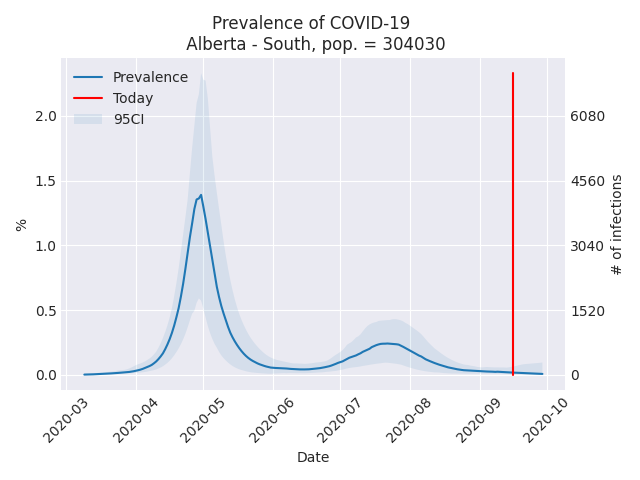 Prevalence of COVID-19
Alberta - South, pop. = 304030
Prevalence
Today
95CI
2.0
1.5
1.0
0.5
0.0
%
6080
4560
3040
1520
0
# of infections
2020-03
2020-04
2020-05
2020-06
2020-07
2020-08
2020-09
2020-10
Date